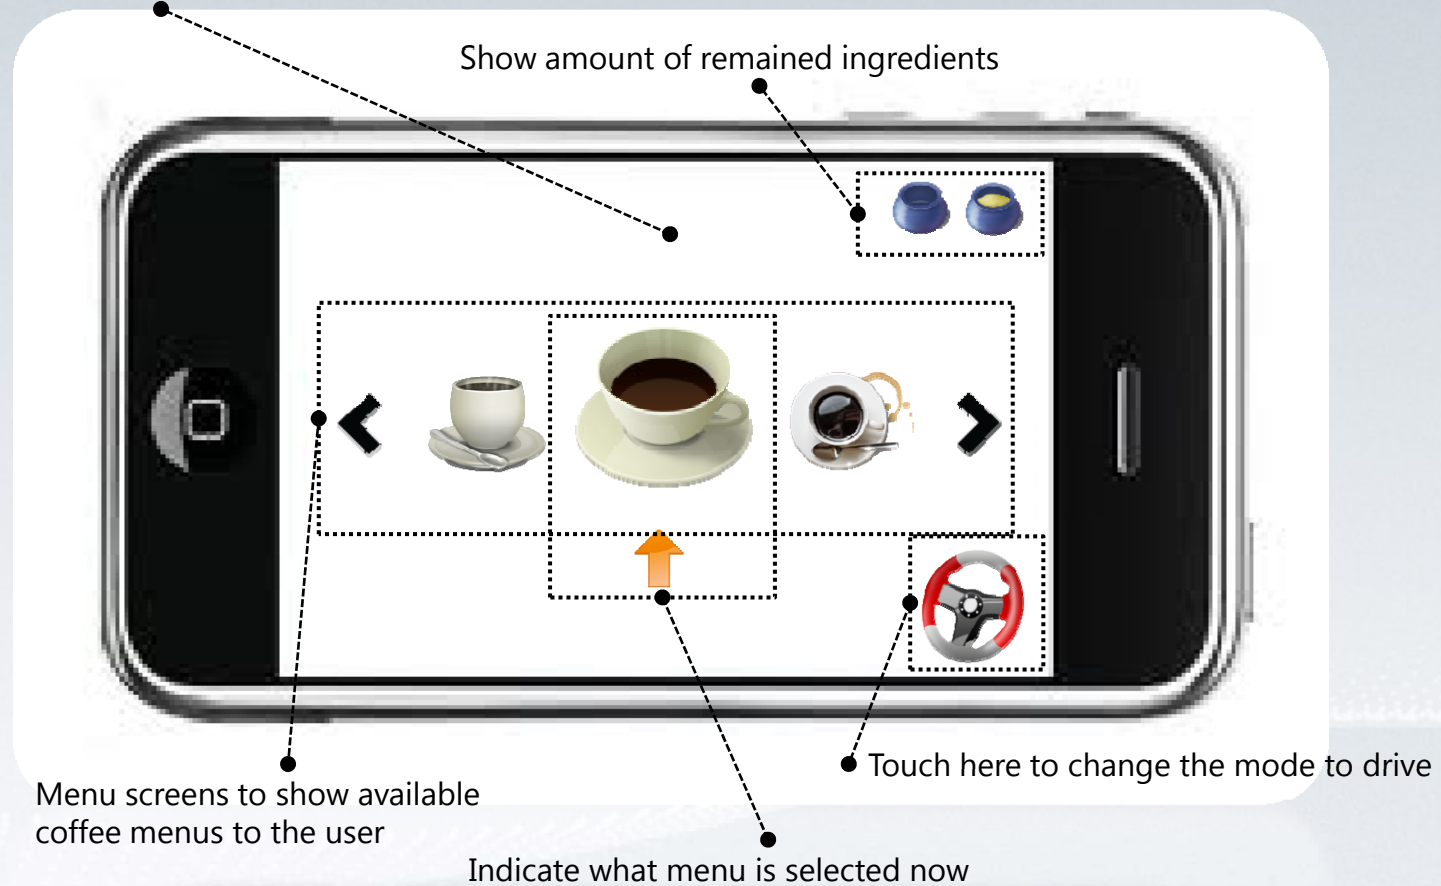 Show amount of remained ingredients
Touch here to change the mode to drive
Menu screens to show available
coffee menus to the user
Indicate what menu is selected now